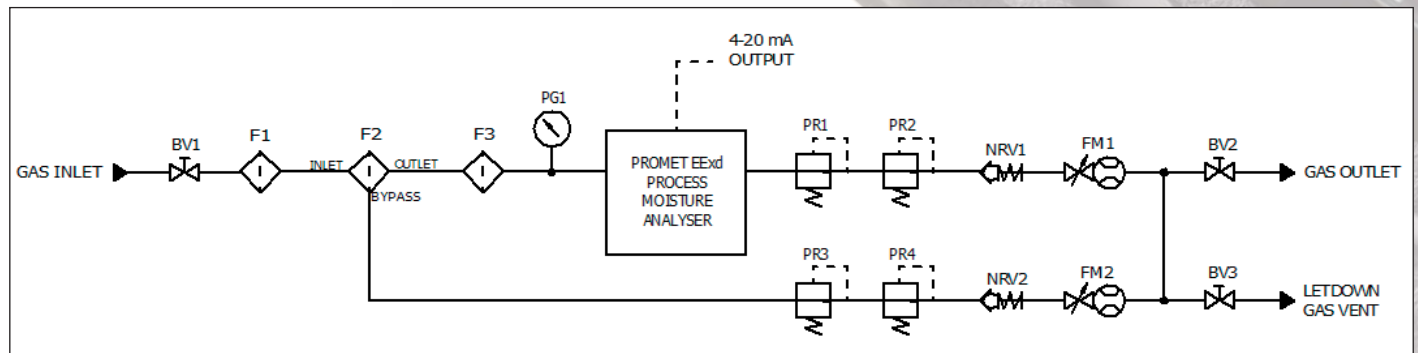 4-20 mA
OUTPUT
PG1
BV1
F1
F2
F3
INLET
OUTLET
BYPASS
GAS INLET
PROMET EExd
PROCESS
MOISTURE
ANALYSER
PR1
PR2
NRV1
FM1
BV2
GAS OUTLET
PR3
PR4
NRV2
FM2
BV3
LETDOWN
GAS VENT